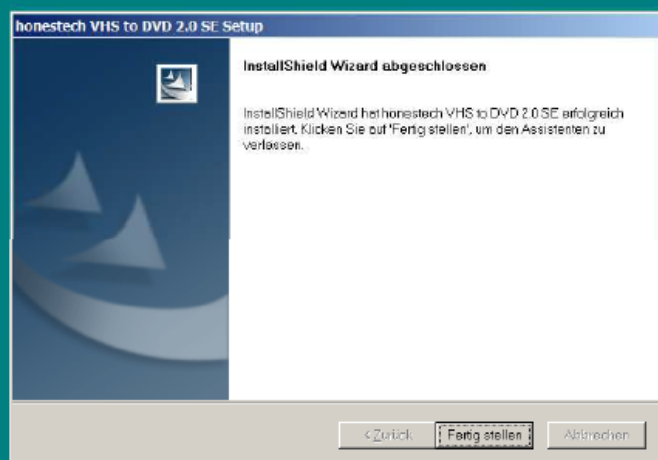 honestech VHS to DVD 2.0 SE Setup
InstallShield Wizard abgeschlossen
InstallShield Wizard hat honestech VHS to DVD 2.0 SE erfolgreich
installiert. Klicken Sie auf 'Fertig stellen', um den Assistenten zu
verlassen.
< Zurück
Fertig stellen
Abbrechen